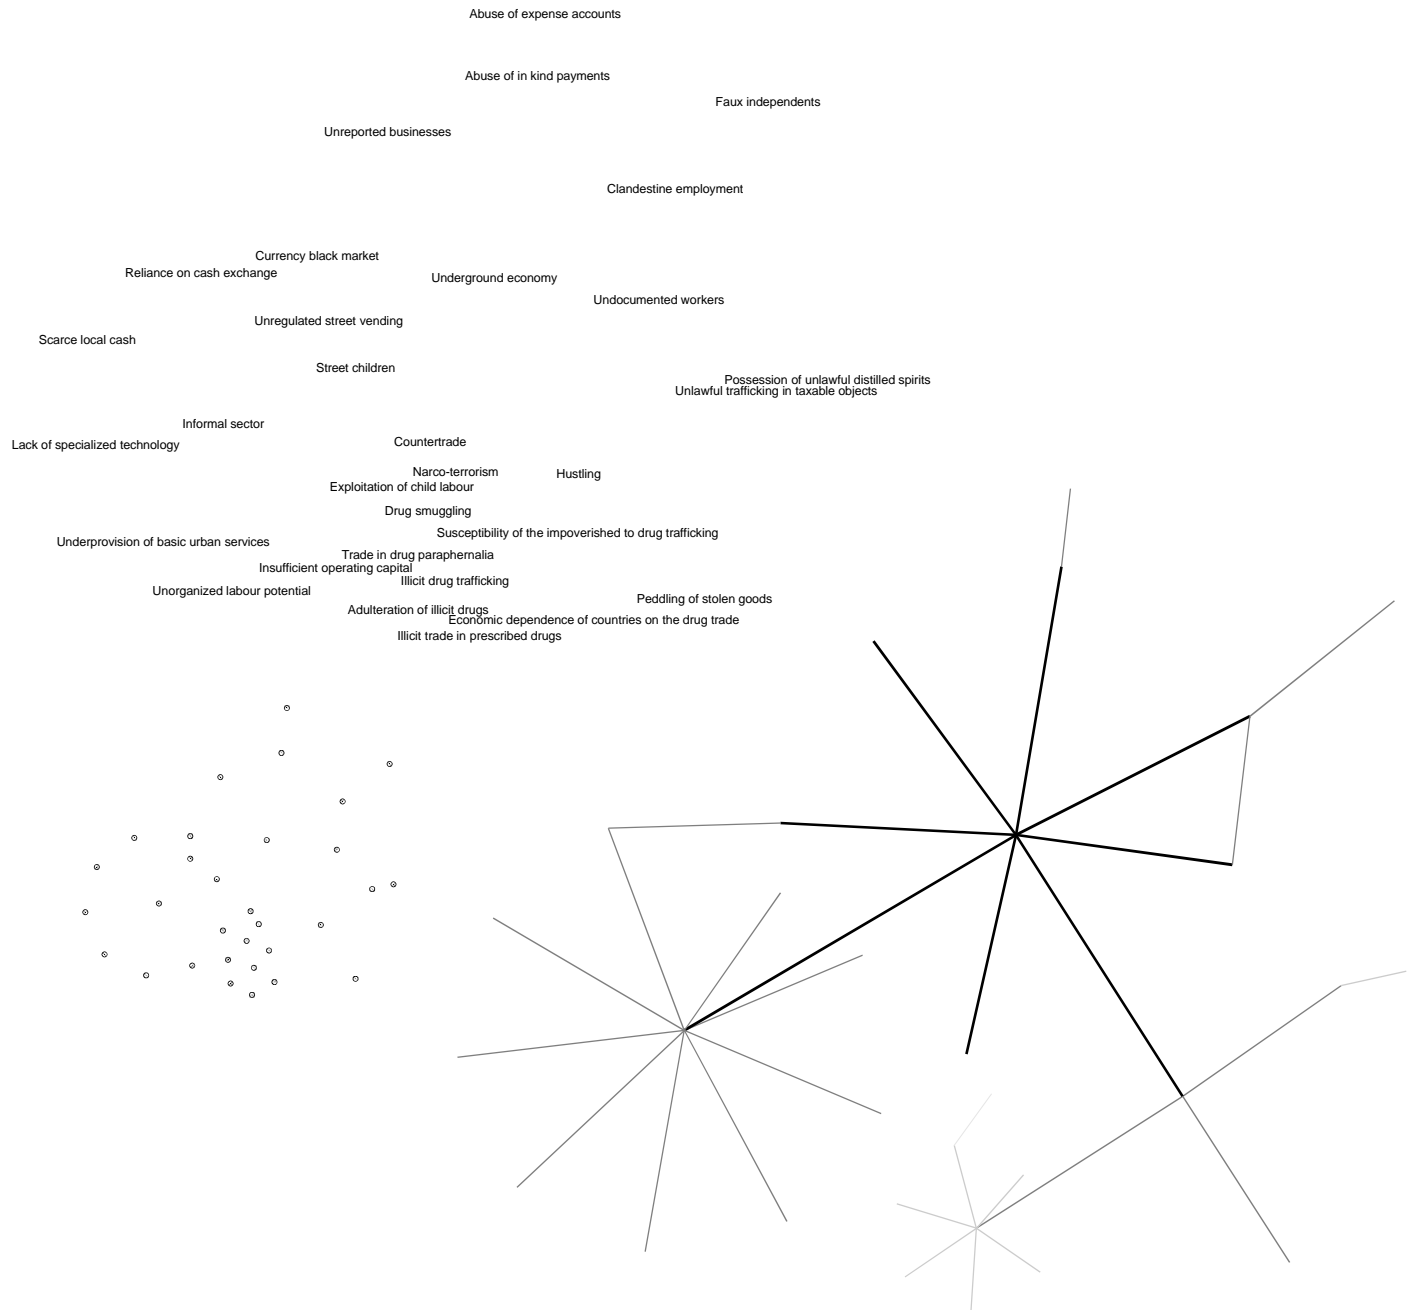 Abuse of expense accounts
Abuse of in kind payments
Faux independents
Unreported businesses
Clandestine employment
Currency black market
Reliance on cash exchange
Underground economy
Undocumented workers
Unregulated street vending
Scarce local cash
Street children
Possession of unlawful distilled spirits
Unlawful trafficking in taxable objects
Informal sector
Lack of specialized technology
Countertrade
Narco-terrorism
Hustling
Exploitation of child labour
Drug smuggling
Susceptibility of the impoverished to drug trafficking
Underprovision of basic urban services
Trade in drug paraphernalia
Insufficient operating capital
Illicit drug trafficking
Unorganized labour potential
Peddling of stolen goods
Adulteration of illicit drugs
Economic dependence of countries on the drug trade
Illicit trade in prescribed drugs